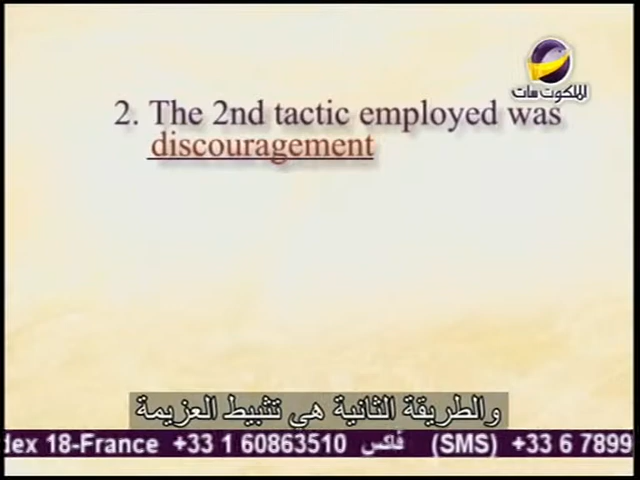 الملكوت سات
2. The 2nd tactic employed was
discouragement
والطريقة الثانية هي تثبيط العزيمة
dex 18-France +33 1 60863510 فاكس (SMS) +33 6 7899